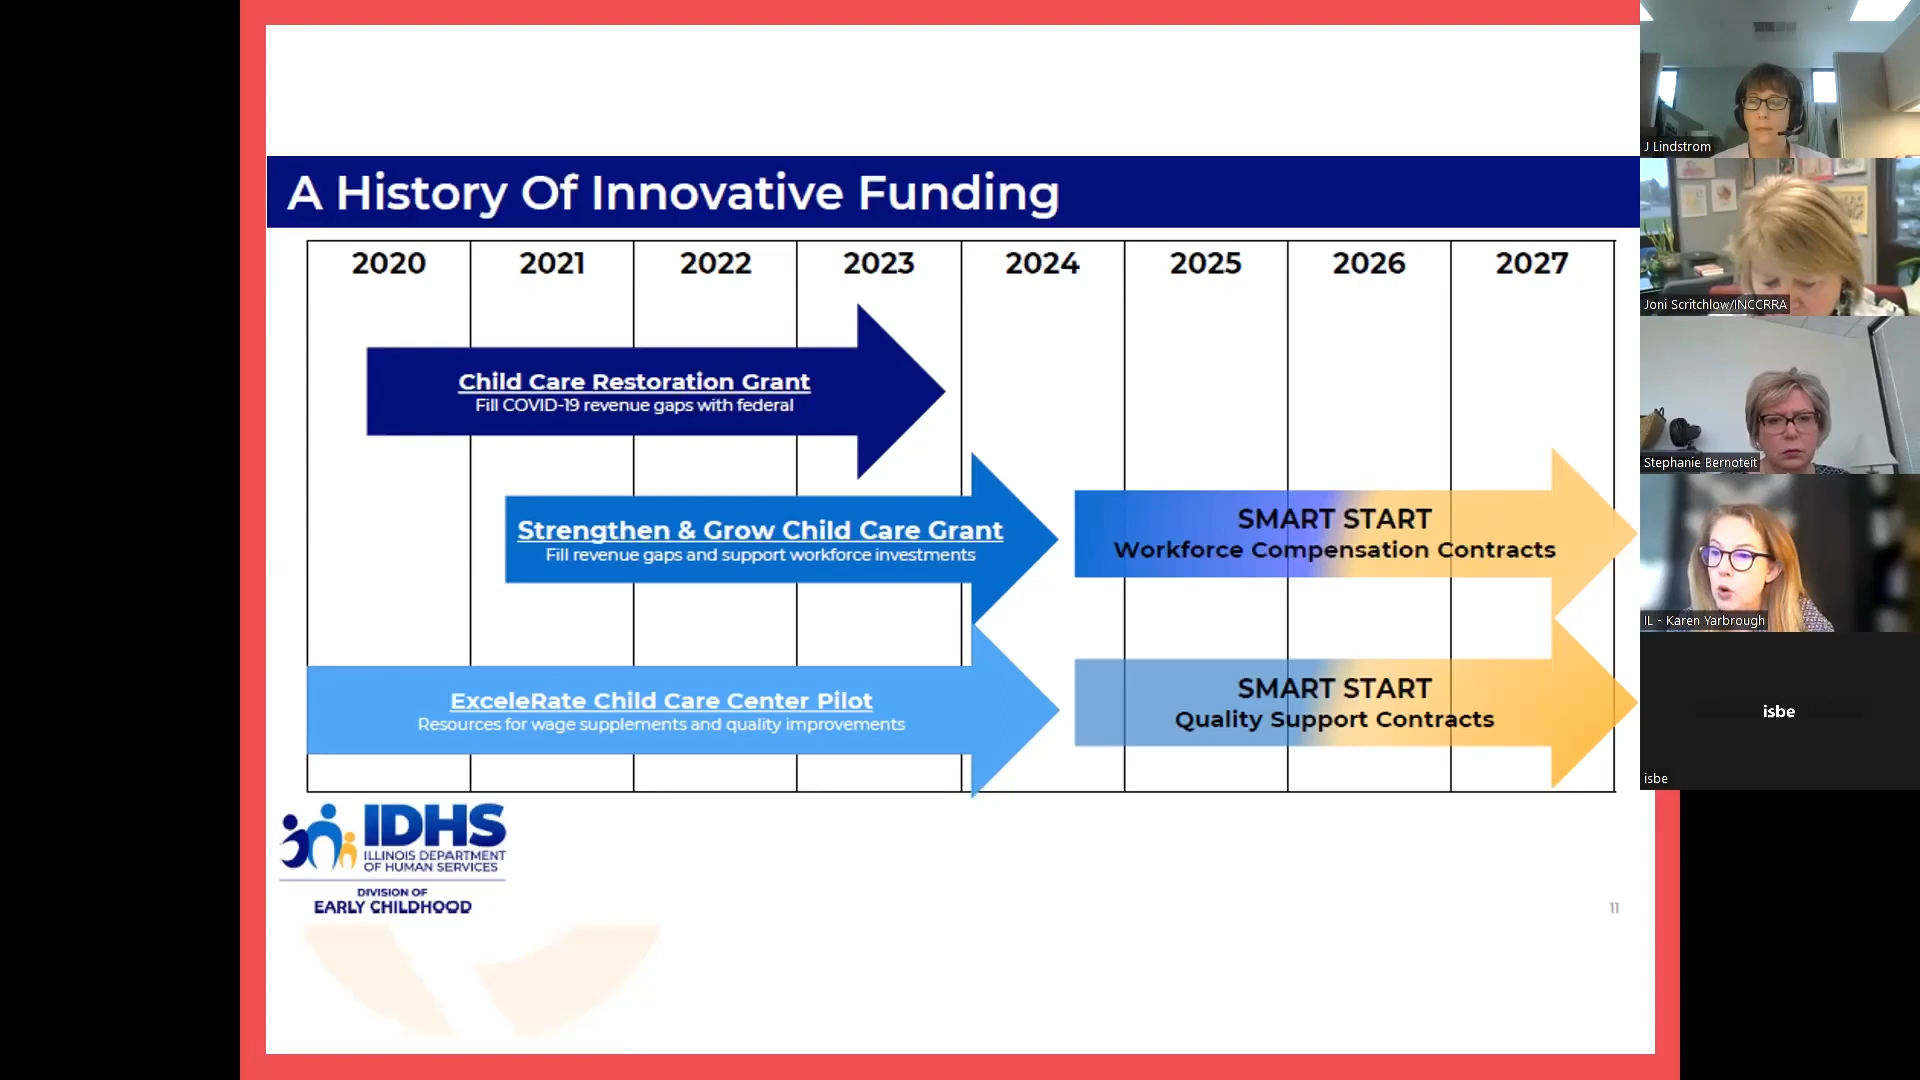 A History Of Innovative Funding
2020 2021 2022 2023 2024 2025 2026 2027
Child Care Restoration Grant
Fill COVID-19 revenue gaps with federal
Strengthen & Grow Child Care Grant
Fill revenue gaps and support workforce investments
SMART START
Workforce Compensation Contracts
ExceleRate Child Care Center Pilot
Resources for wage supplements and quality improvements
SMART START
Quality Support Contracts
IDHS
ILLINOIS DEPARTMENT
OF HUMAN SERVICES
DIVISION OF
EARLY CHILDHOOD
11
J Lindstrom
Joni Scritchlow/INCCRRA
Stephanie Bernoteit
IL - Karen Yarbrough
isbe
isbe